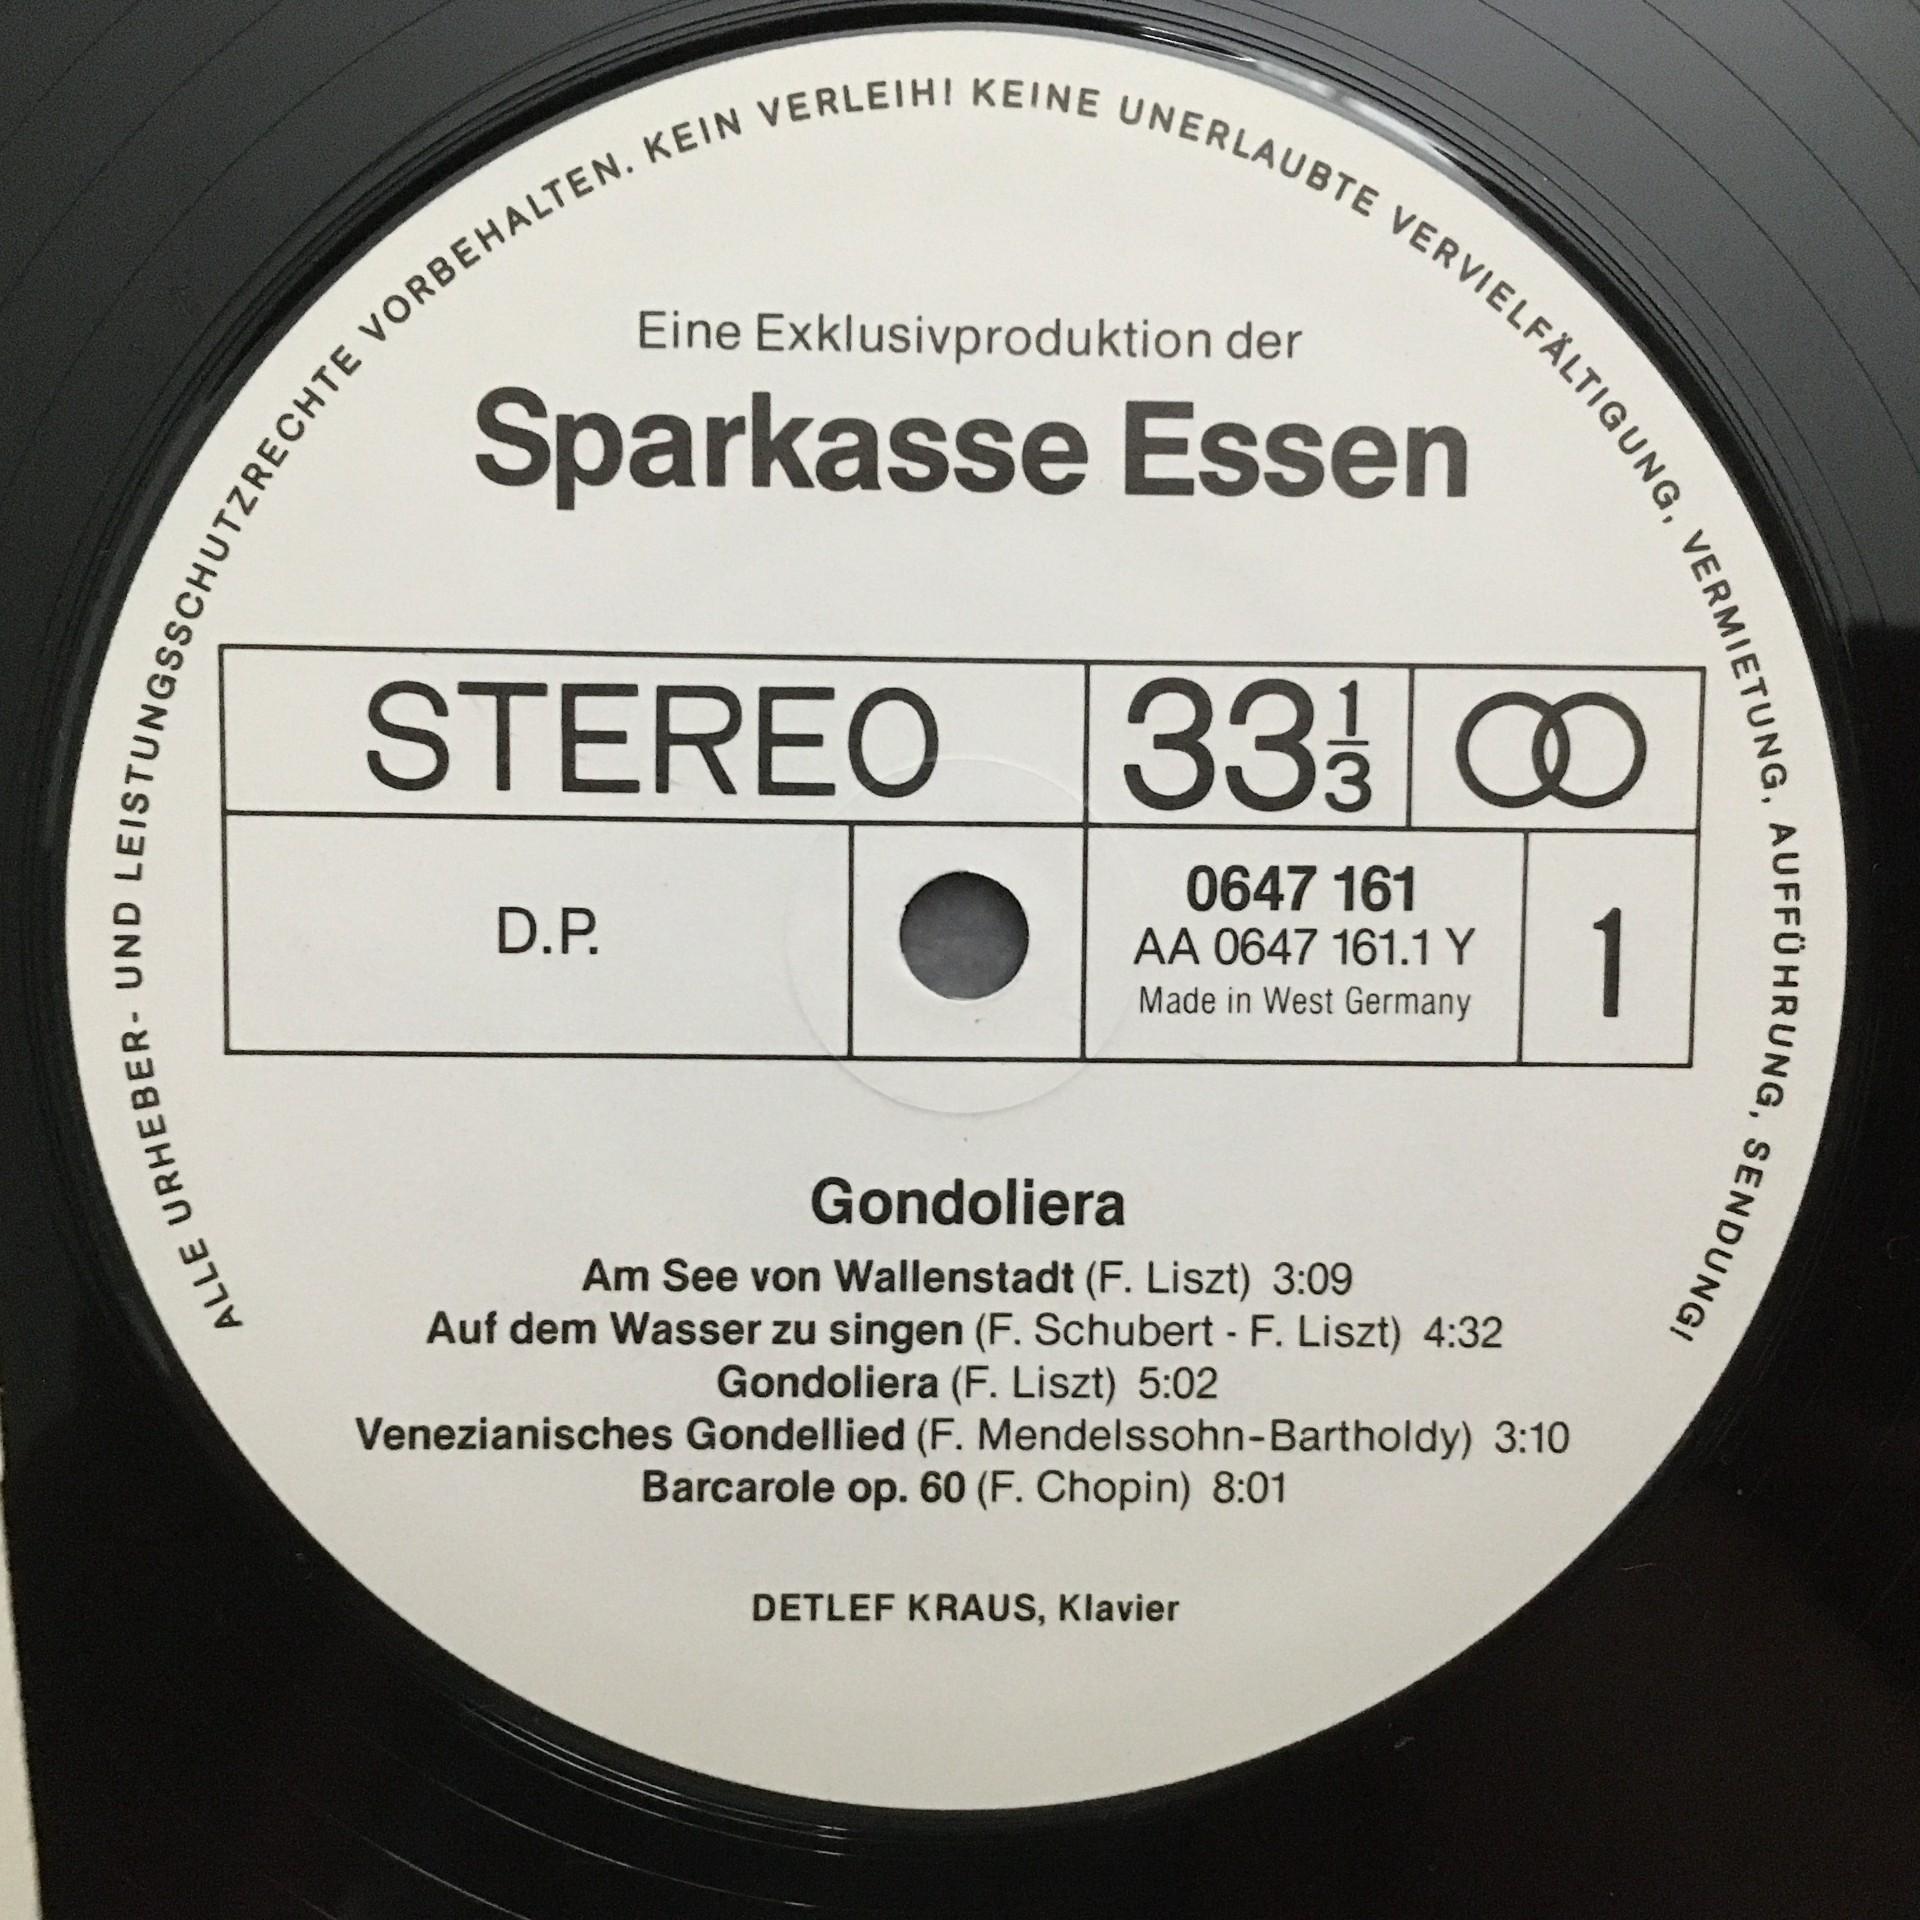 ALLE URHEBER- UND LEISTUNGSSCHUTZRECHTE VORBEHALTEN. KEIN VERLEIH! KEINE UNERLAUBTE VERVIELFÄLTIGUNG, VERMIETUNG, AUFFÜHRUNG, SENDUNG!
Eine Exklusivproduktion der
Sparkasse Essen
STEREO 33 1/3
D.P.
0647 161
AA 0647 161.1 Y
Made in West Germany
1
Gondoliera
Am See von Wallenstadt (F. Liszt) 3:09
Auf dem Wasser zu singen (F. Schubert - F. Liszt) 4:32
Gondoliera (F. Liszt) 5:02
Venezianisches Gondellied (F. Mendelssohn-Bartholdy) 3:10
Barcarole op. 60 (F. Chopin) 8:01
DETLEF KRAUS, Klavier